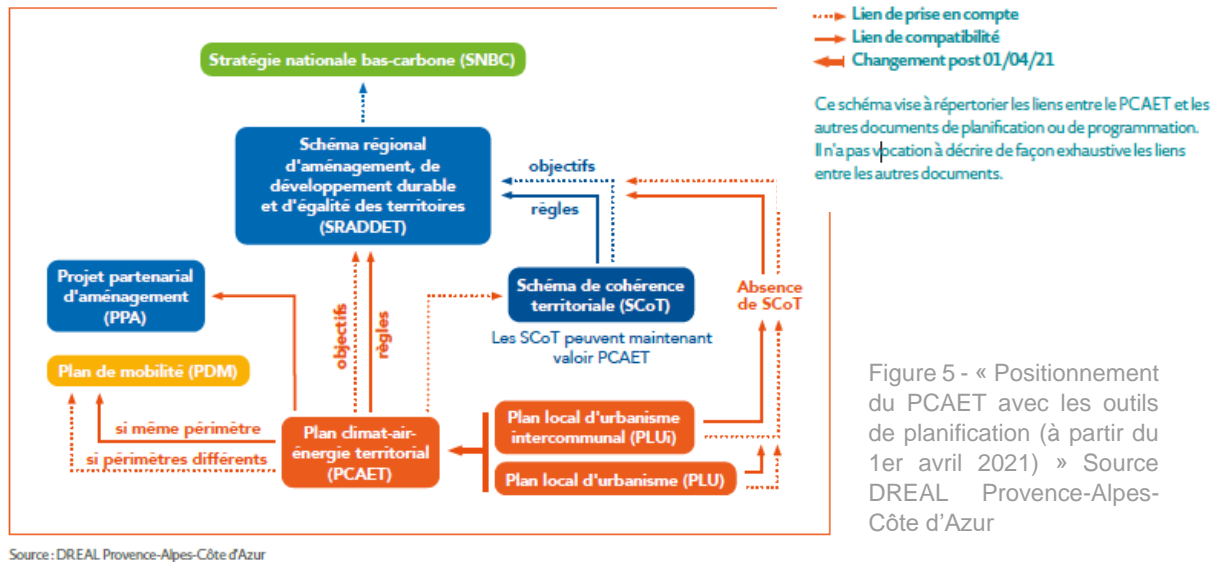 Lien de prise en compte
Lien de compatibilité
Changement post 01/04/21
Ce schéma vise à répertorier les liens entre le PCAET et les
autres documents de planification ou de programmation.
Il n'a pas vocation à décrire de façon exhaustive les liens
entre les autres documents.
Stratégie nationale bas-carbone (SNBC)
Schéma régional
d'aménagement, de
développement durable
et d'égalité des territoires
(SRADDET)
objectifs
règles
Projet partenarial
d'aménagement
(PPA)
objectifs
règles
Schéma de cohérence
territoriale (SCoT)
Absence
de SCoT
Les SCoT peuvent maintenant
valoir PCAET
Plan de mobilité (PDM)
si même périmètre
si périmètres différents
Plan climat-air-
énergie territorial
(PCAET)
Plan local d'urbanisme
intercommunal (PLUi)
Plan local d'urbanisme (PLU)
Figure 5 - « Positionnement
du PCAET avec les outils
de planification (à partir du
1er avril 2021) » Source
DREAL Provence-Alpes-
Côte d'Azur
Source : DREAL Provence-Alpes-Côte d'Azur